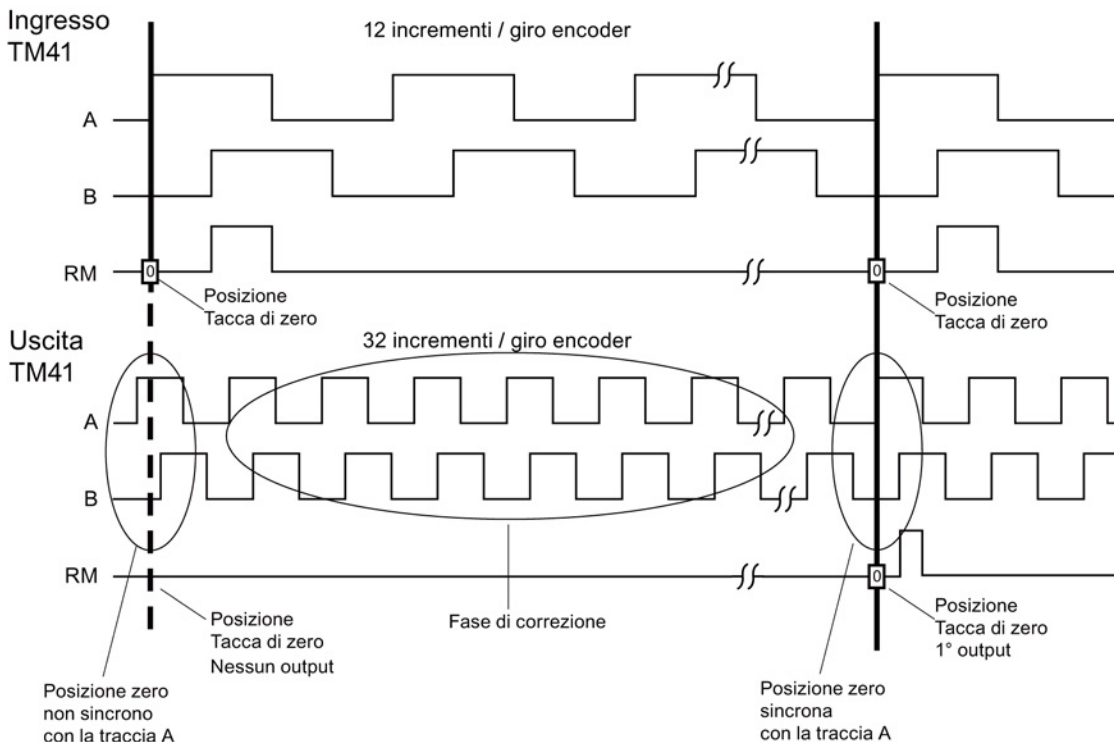 Ingresso
TM41
12 incrementi / giro encoder
A
B
RM
0
0
Posizione
Tacca di zero
Posizione
Tacca di zero
Uscita
TM41
32 incrementi / giro encoder
A
B
RM
0
Posizione
Tacca di zero
Nessun output
Fase di correzione
Posizione
Tacca di zero
1° output
Posizione zero
non sincrono
con la traccia A
Posizione zero
sincrona
con la traccia A